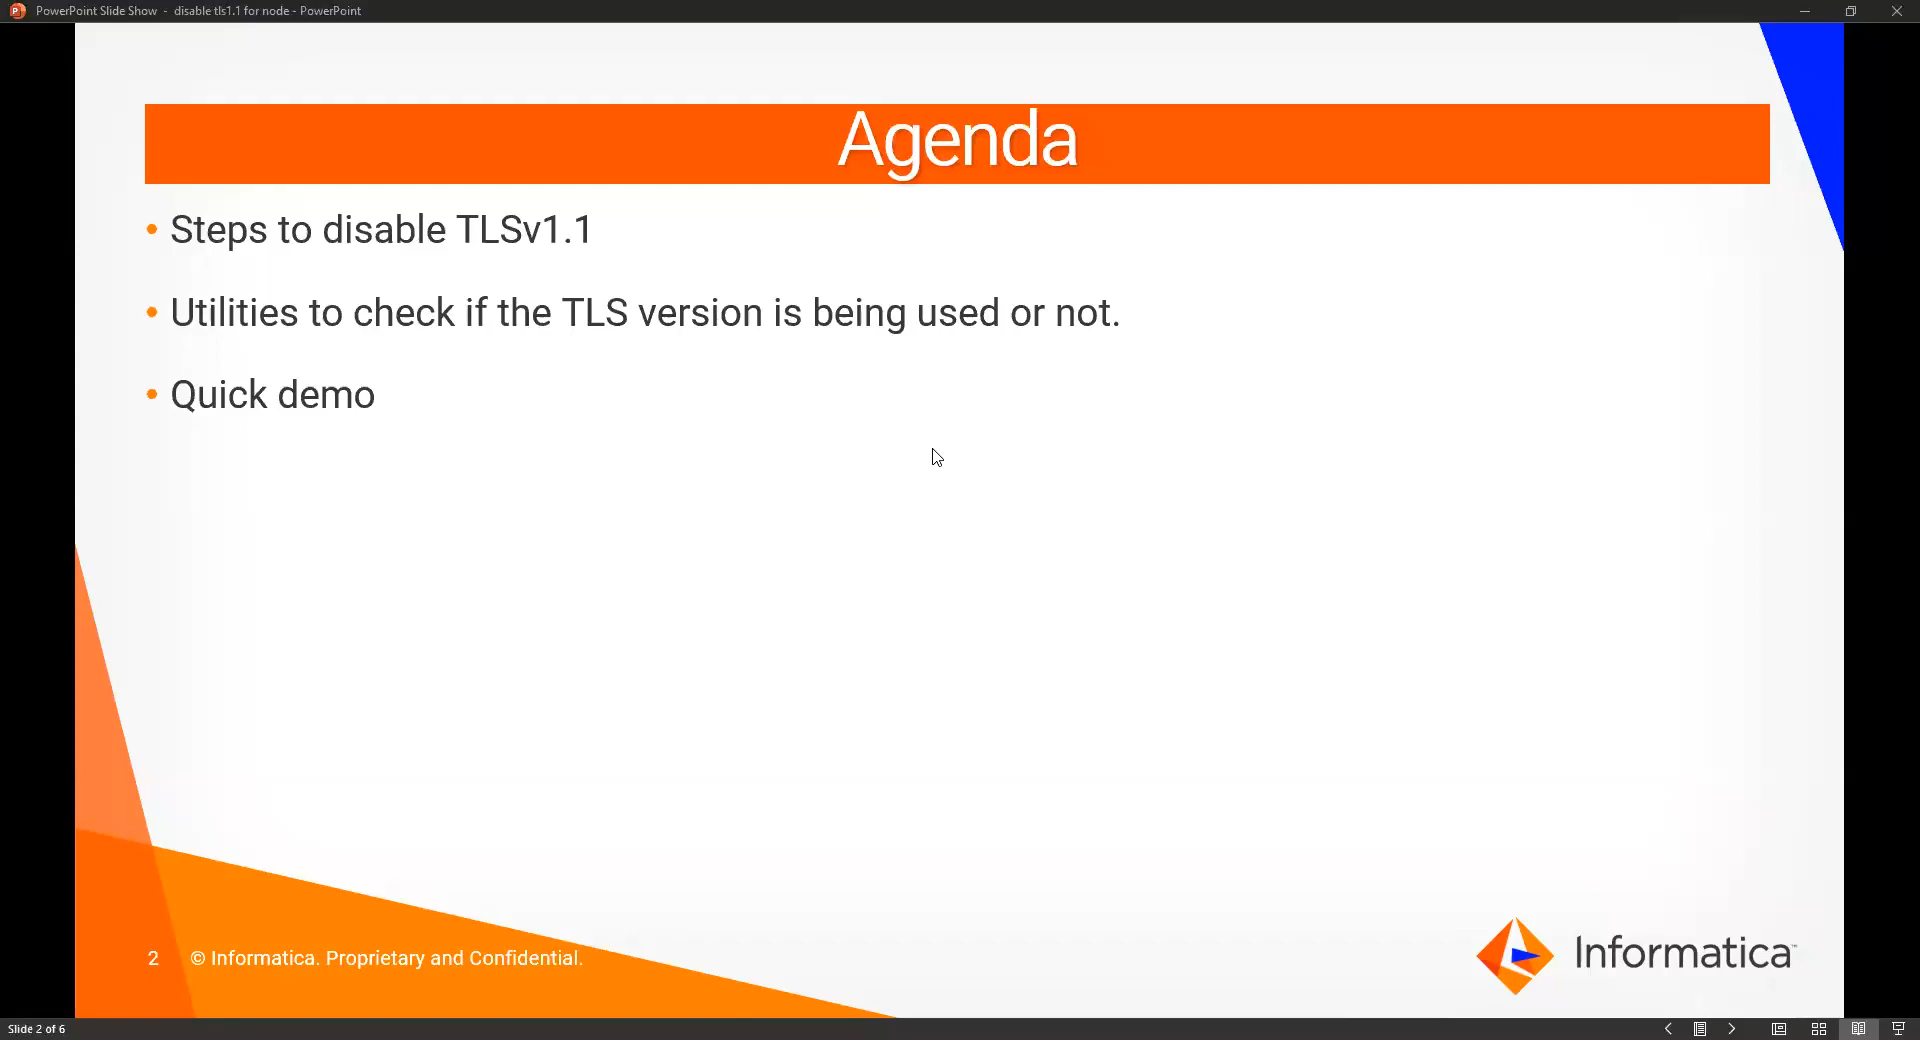 PowerPoint Slide Show - disable tls1.1 for node - PowerPoint
Agenda
• Steps to disable TLSv1.1
• Utilities to check if the TLS version is being used or not.
• Quick demo
2 © Informatica. Proprietary and Confidential.
Informatica™
Slide 2 of 6